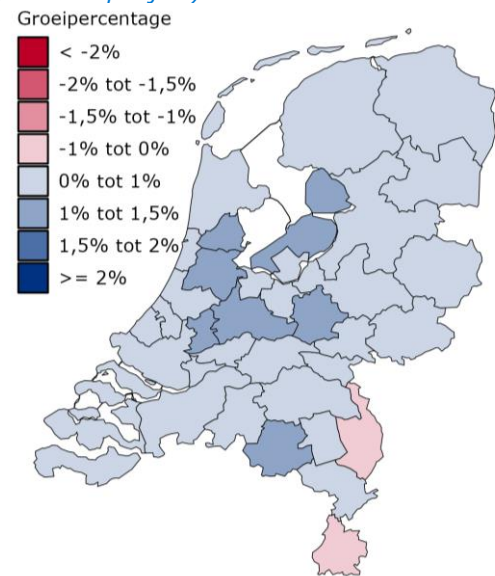 Groeipercentage
< -2%
-2% tot -1,5%
-1,5% tot -1%
-1% tot 0%
0% tot 1%
1% tot 1,5%
1,5% tot 2%
>= 2%